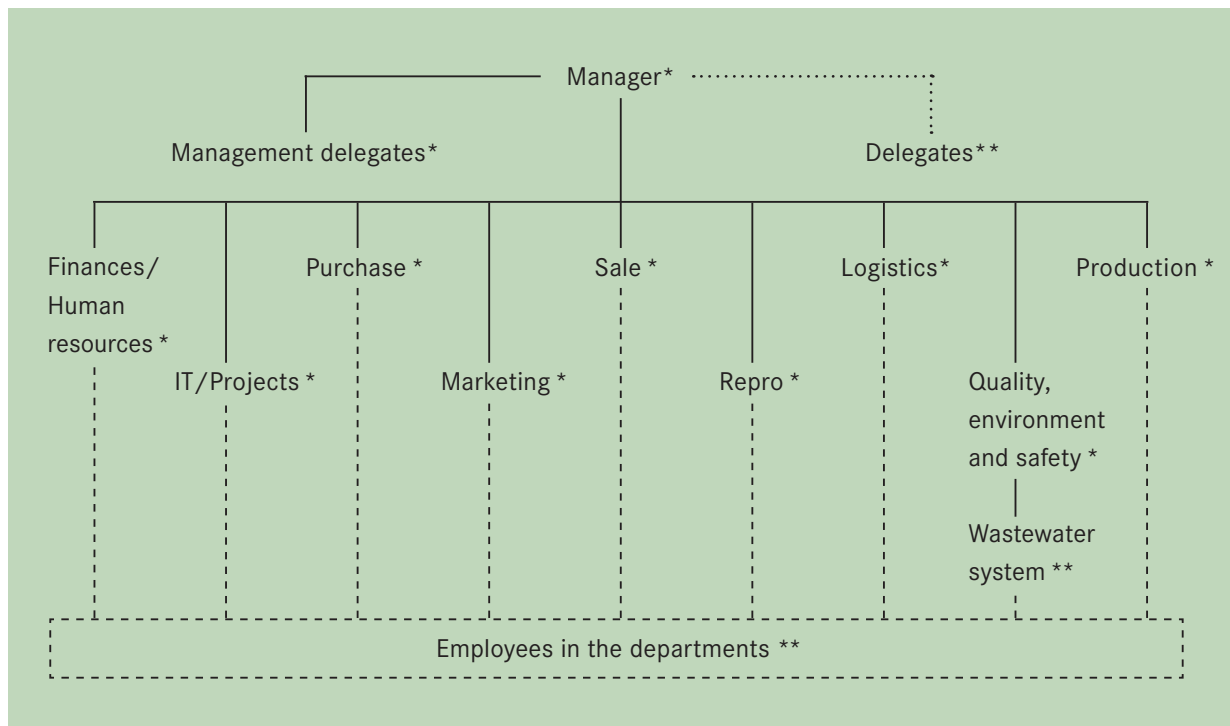 Manager*
Management delegates*
Delegates**
Finances/
Human
resources *
Purchase *
Sale *
Logistics*
Production *
IT/Projects *
Marketing *
Repro *
Quality,
environment
and safety *
Wastewater
system **
Employees in the departments **